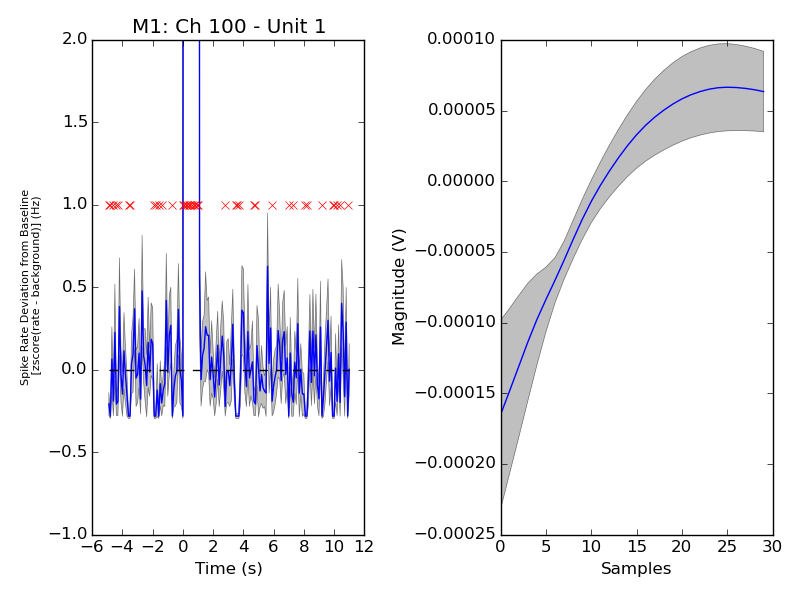 M1: Ch 100 - Unit 1
2.0
1.5
1.0
0.5
0.0
−0.5
−1.0
−6 −4 −2 0 2 4 6 8 10 12
Time (s)
Spike Rate Deviation from Baseline
[zscore(rate - background)] (Hz)
0.00010
0.00005
0.00000
−0.00005
−0.00010
−0.00015
−0.00020
−0.00025
0 5 10 15 20 25 30
Samples
Magnitude (V)